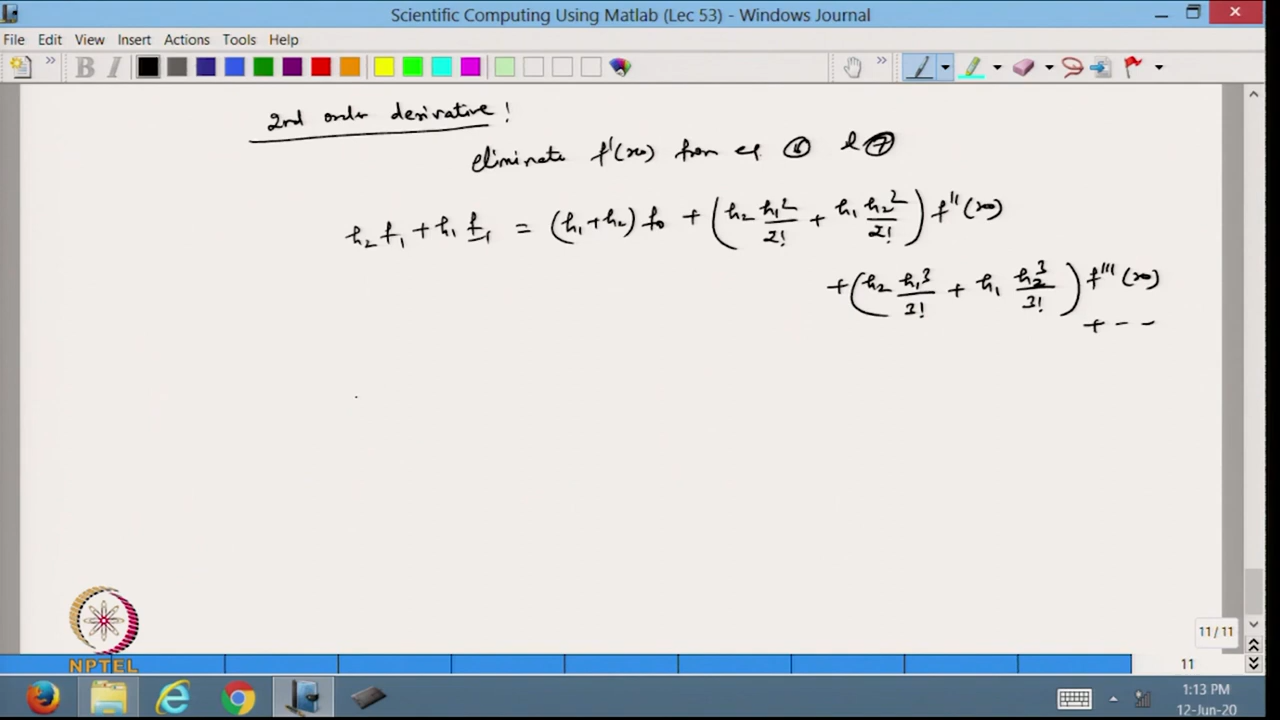 Scientific Computing Using Matlab (Lec 53) - Windows Journal
File Edit View Insert Actions Tools Help
2nd order derivative!
eliminate f'(x0) from eq ⑥ & ⑦
h₂ f₁ + h₁ f₋₁ = (h₁+h₂) f₀ + (h₂ h₁²/2! + h₁ h₂²/2!) f''(x0)
+ (h₂ h₁³/3! + h₁ h₂³/3!) f'''(x0)
+ - -
11 / 11
NPTEL
11
1:13 PM
12-Jun-20